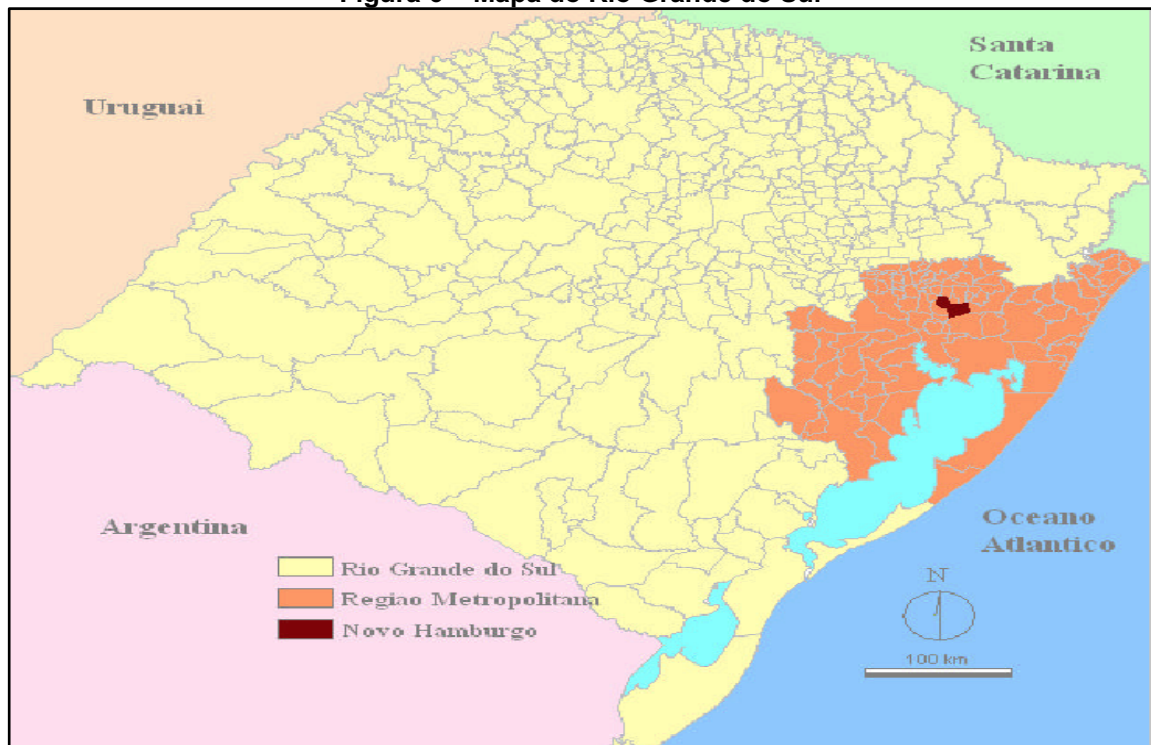 Santa
Catarina
Uruguai
Argentina
Oceano
Atlantico
Rio Grande do Sul
Regiao Metropolitana
Novo Hamburgo
N
100 km